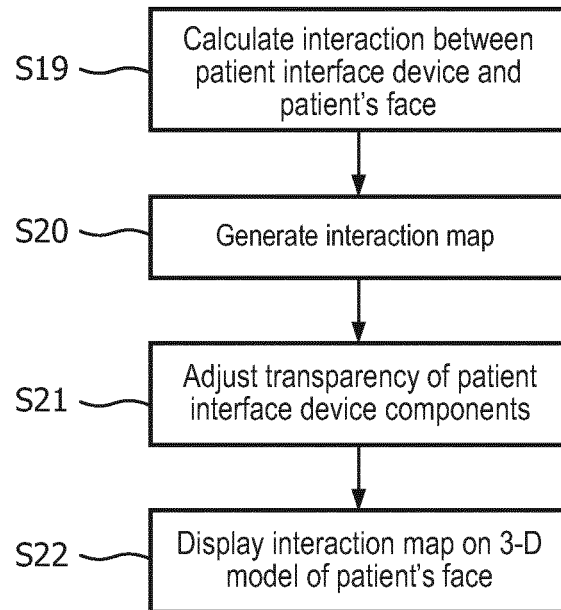 S19
Calculate interaction between
patient interface device and
patient's face
S20
Generate interaction map
S21
Adjust transparency of patient
interface device components
S22
Display interaction map on 3-D
model of patient's face